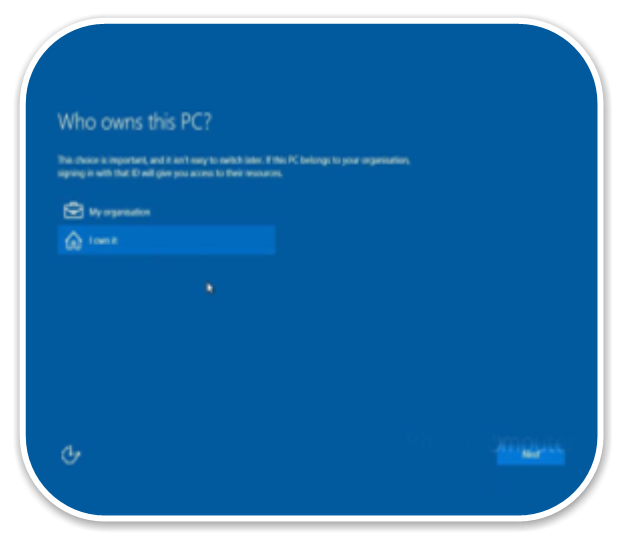 Who owns this PC?
This choice is important, and it isn't easy to switch later. If this PC belongs to your organisation,
signing in with that ID will give you access to their resources.
My organisation
I own it
Next